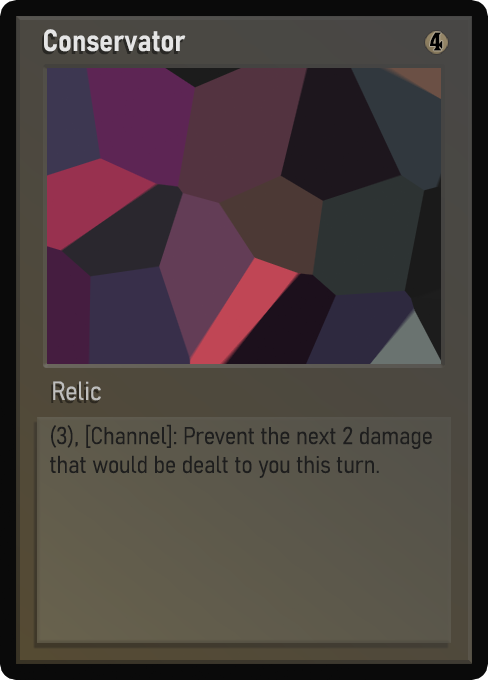 Conservator 4
Relic
(3), [Channel]: Prevent the next 2 damage
that would be dealt to you this turn.